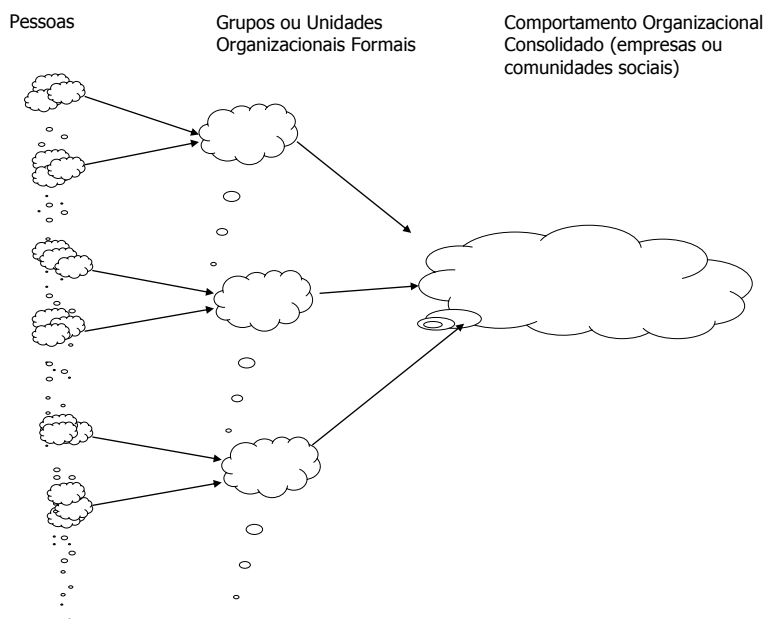 Pessoas
Grupos ou Unidades
Organizacionais Formais
Comportamento Organizacional
Consolidado (empresas ou
comunidades sociais)